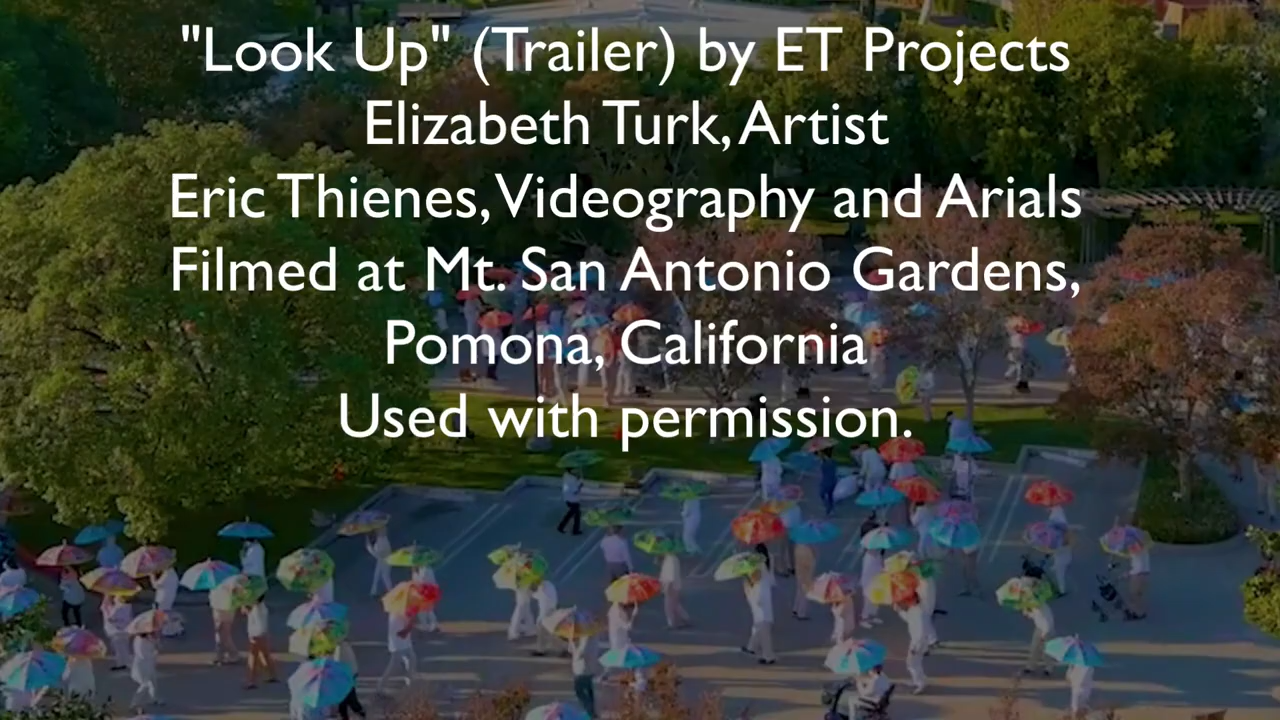 "Look Up" (Trailer) by ET Projects
Elizabeth Turk, Artist
Eric Thienes, Videography and Arials
Filmed at Mt. San Antonio Gardens,
Pomona, California
Used with permission.